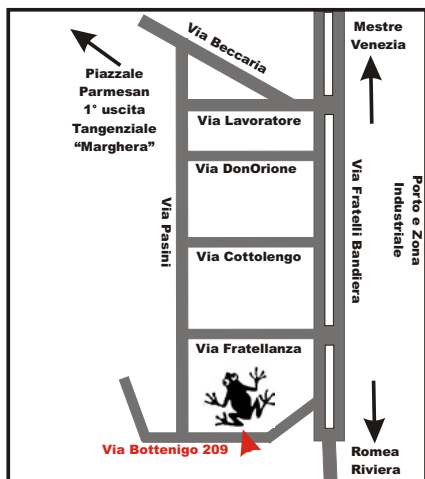 Mestre
Venezia
Via Beccaria
Piazzale
Parmesan
1° uscita
Tangenziale
“Marghera”
Via Lavoratore
Via DonOrione
Via Pasini
Via Fratelli Bandiera
Porto e Zona
Industriale
Via Cottolengo
Via Fratellanza
Via Bottenigo 209
Romea
Riviera